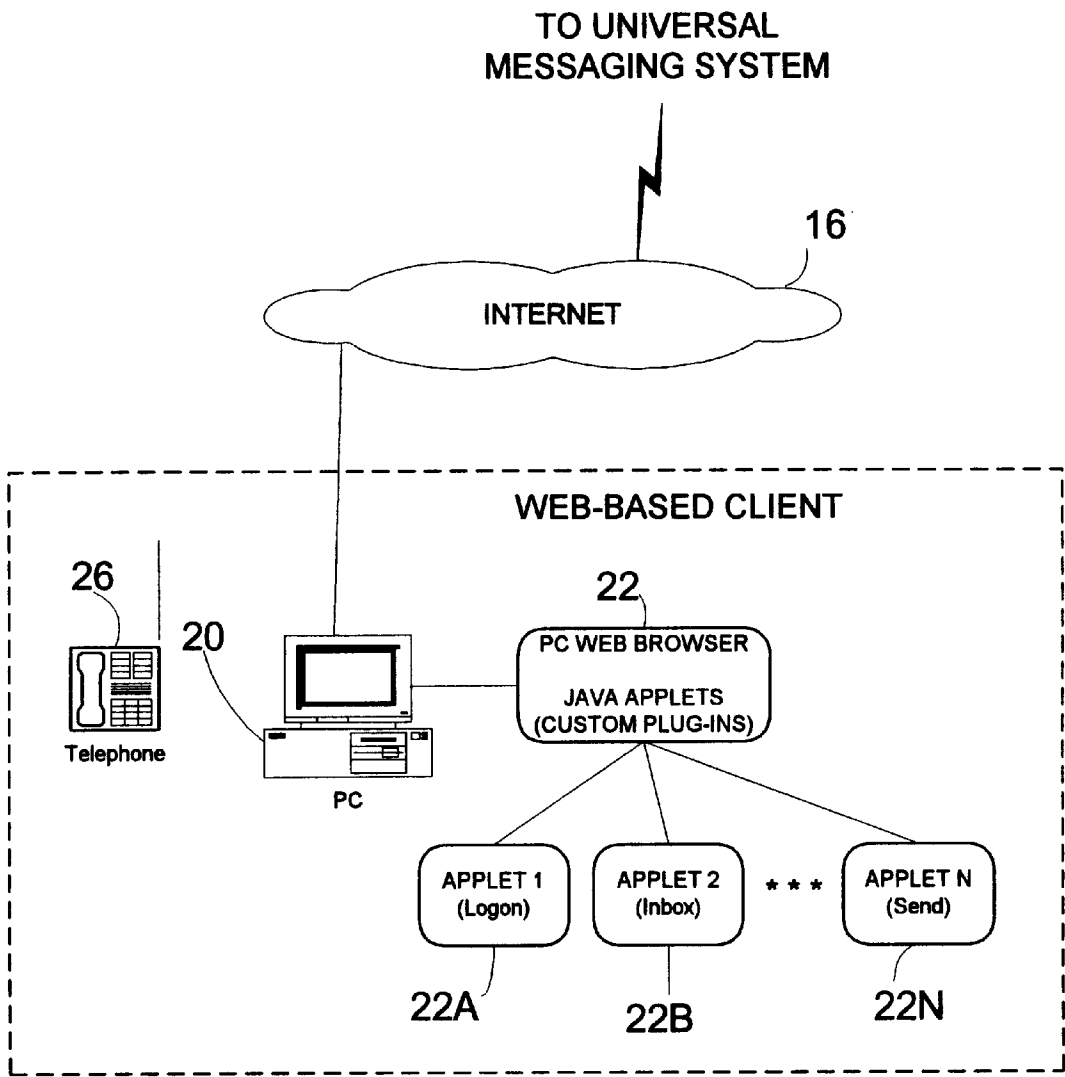 TO UNIVERSAL
MESSAGING SYSTEM
16
INTERNET
WEB-BASED CLIENT
26
20
22
PC WEB BROWSER
JAVA APPLETS
(CUSTOM PLUG-INS)
Telephone
PC
APPLET 1
(Logon)
APPLET 2
(Inbox)
* * *
APPLET N
(Send)
22A
22B
22N